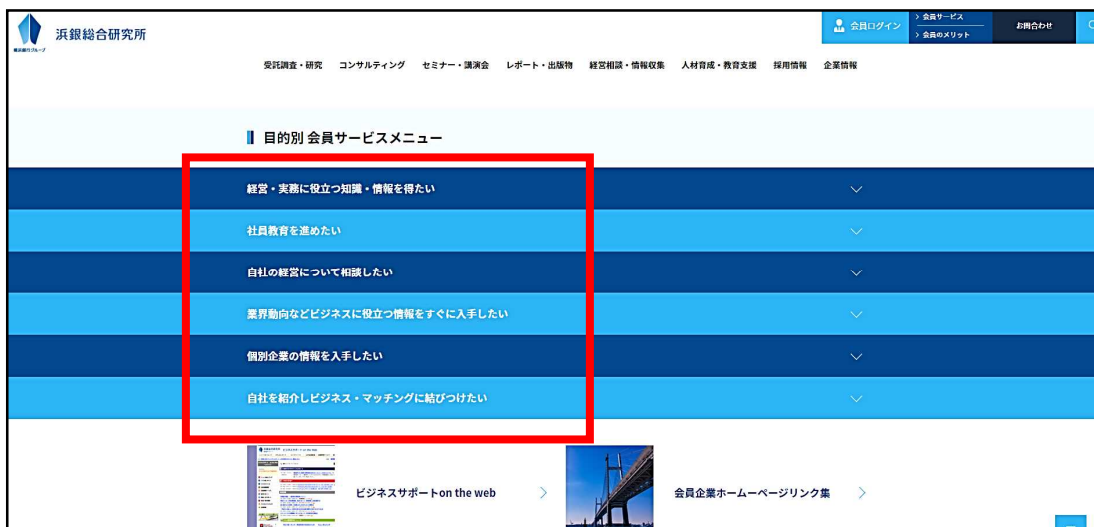 浜銀総合研究所
横浜銀行グループ
会員ログイン
会員サービス
会員のメリット
お問合わせ
受託調査・研究 コンサルティング セミナー・講演会 レポート・出版物 経営相談・情報収集 人材育成・教育支援 採用情報 企業情報
目的別 会員サービスメニュー
経営・実務に役立つ知識・情報を得たい
社員教育を進めたい
自社の経営について相談したい
業界動向などビジネスに役立つ情報をすぐに入手したい
個別企業の情報を入手したい
自社を紹介しビジネス・マッチングに結びつけたい
ビジネスサポートon the web
会員企業ホームページリンク集